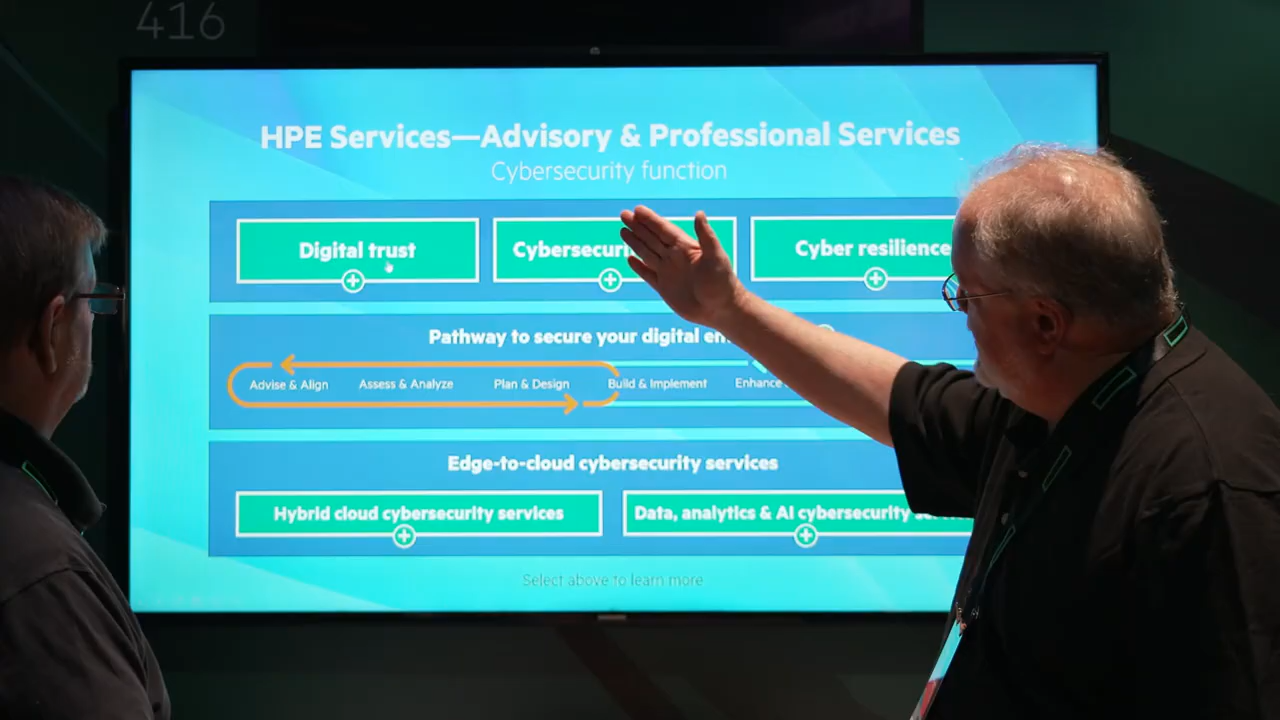 416
HPE Services—Advisory & Professional Services
Cybersecurity function
Digital trust
Cyber resilience
Pathway to secure your digital
Advise & Align
Assess & Analyze
Plan & Design
Build & Implement
Enhance
Edge-to-cloud cybersecurity services
Hybrid cloud cybersecurity services
Data, analytics & AI cybersecurity
Select above to learn more